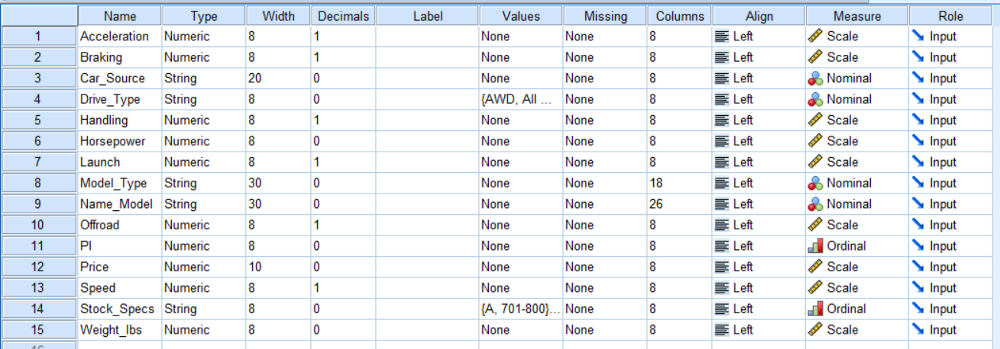 Name Type Width Decimals Label Values Missing Columns Align Measure Role
1 Acceleration Numeric 8 1 None None 8 Left Scale Input
2 Braking Numeric 8 1 None None 8 Left Scale Input
3 Car_Source String 20 0 None None 8 Left Nominal Input
4 Drive_Type String 8 0 {AWD, All ... None 8 Left Nominal Input
5 Handling Numeric 8 1 None None 8 Left Scale Input
6 Horsepower Numeric 8 0 None None 8 Left Scale Input
7 Launch Numeric 8 1 None None 8 Left Scale Input
8 Model_Type String 30 0 None None 18 Left Nominal Input
9 Name_Model String 30 0 None None 26 Left Nominal Input
10 Offroad Numeric 8 1 None None 8 Left Scale Input
11 PI Numeric 8 0 None None 8 Left Ordinal Input
12 Price Numeric 10 0 None None 8 Left Scale Input
13 Speed Numeric 8 1 None None 8 Left Scale Input
14 Stock_Specs String 8 0 {A, 701-800}... None 8 Left Ordinal Input
15 Weight_lbs Numeric 8 0 None None 8 Left Scale Input